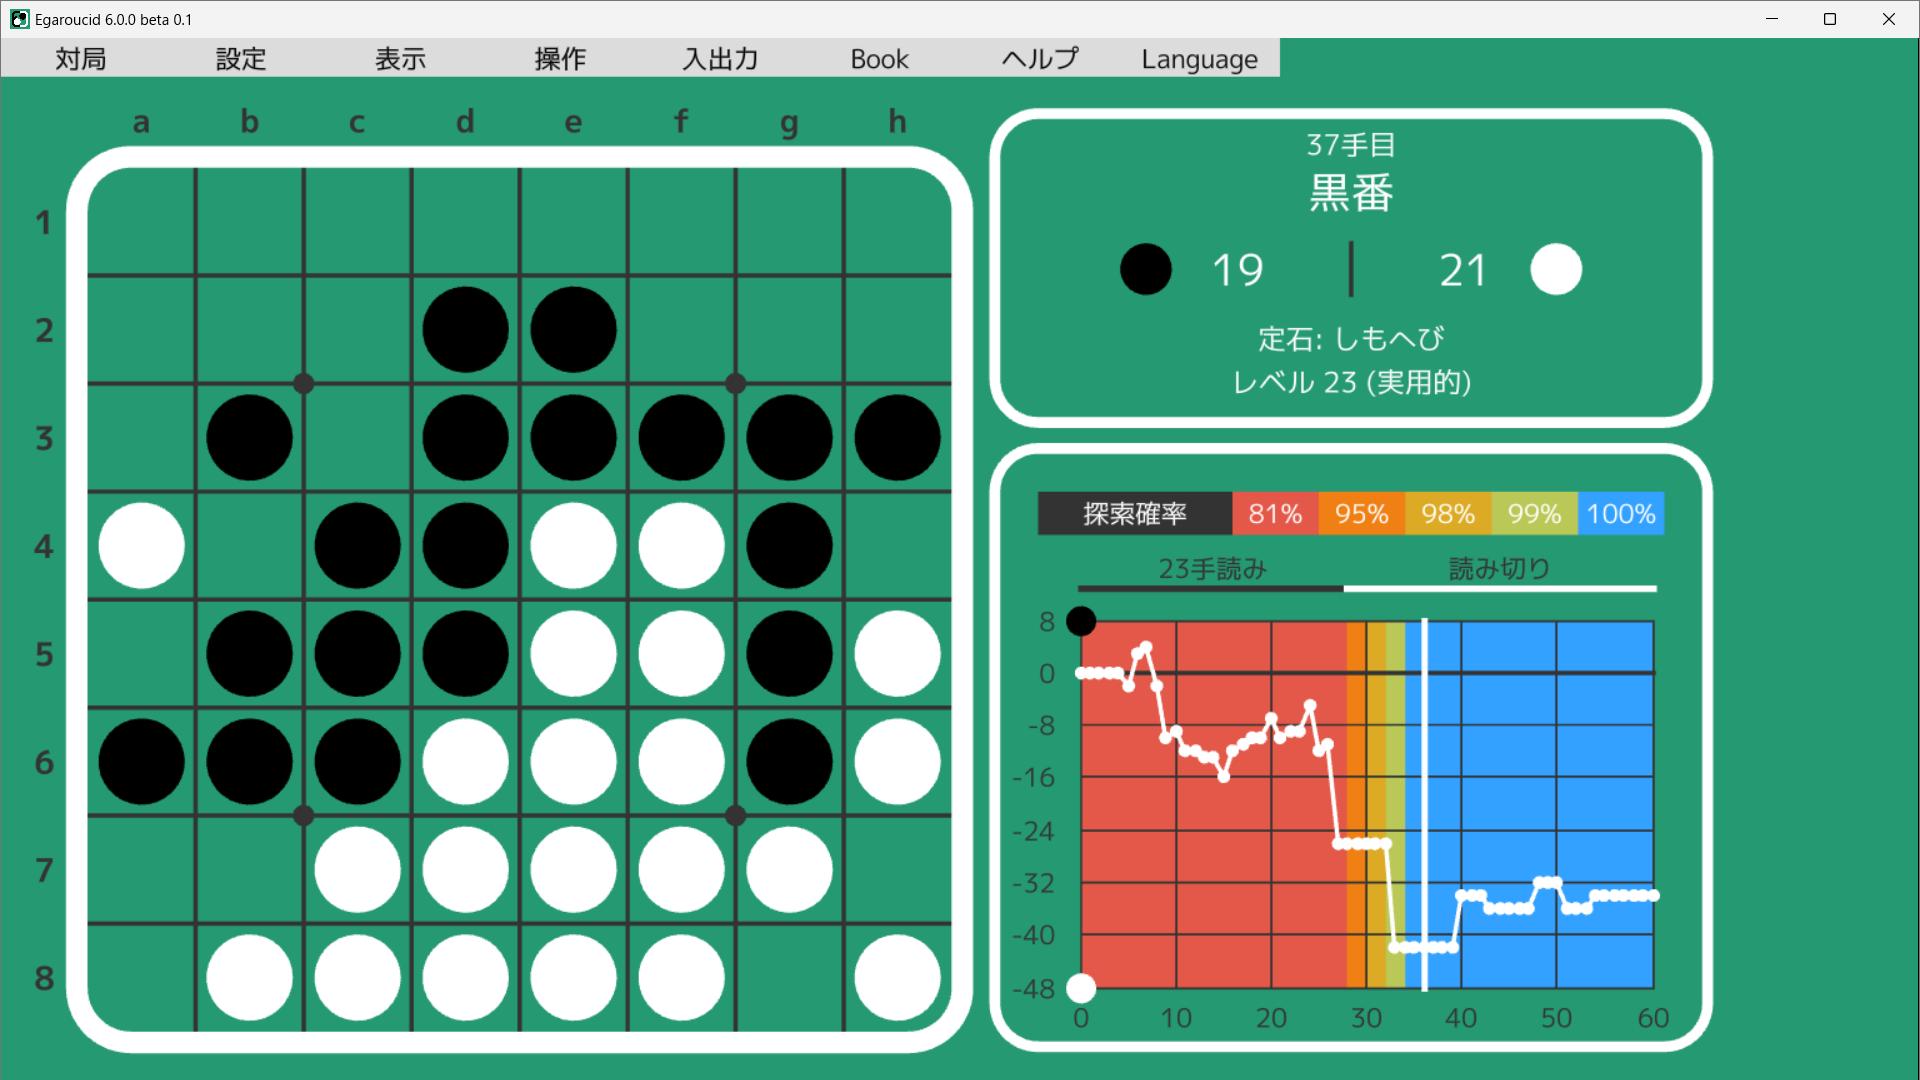 Egaroucid 6.0.0 beta 0.1
対局 設定 表示 操作 入出力 Book ヘルプ Language
a b c d e f g h
1
2
3
4
5
6
7
8
37手目
黒番
19 21
定石: しもへび
レベル 23 (実用的)
探索確率 81% 95% 98% 99% 100%
23手読み 読み切り
8
0
-8
-16
-24
-32
-40
-48
0 10 20 30 40 50 60